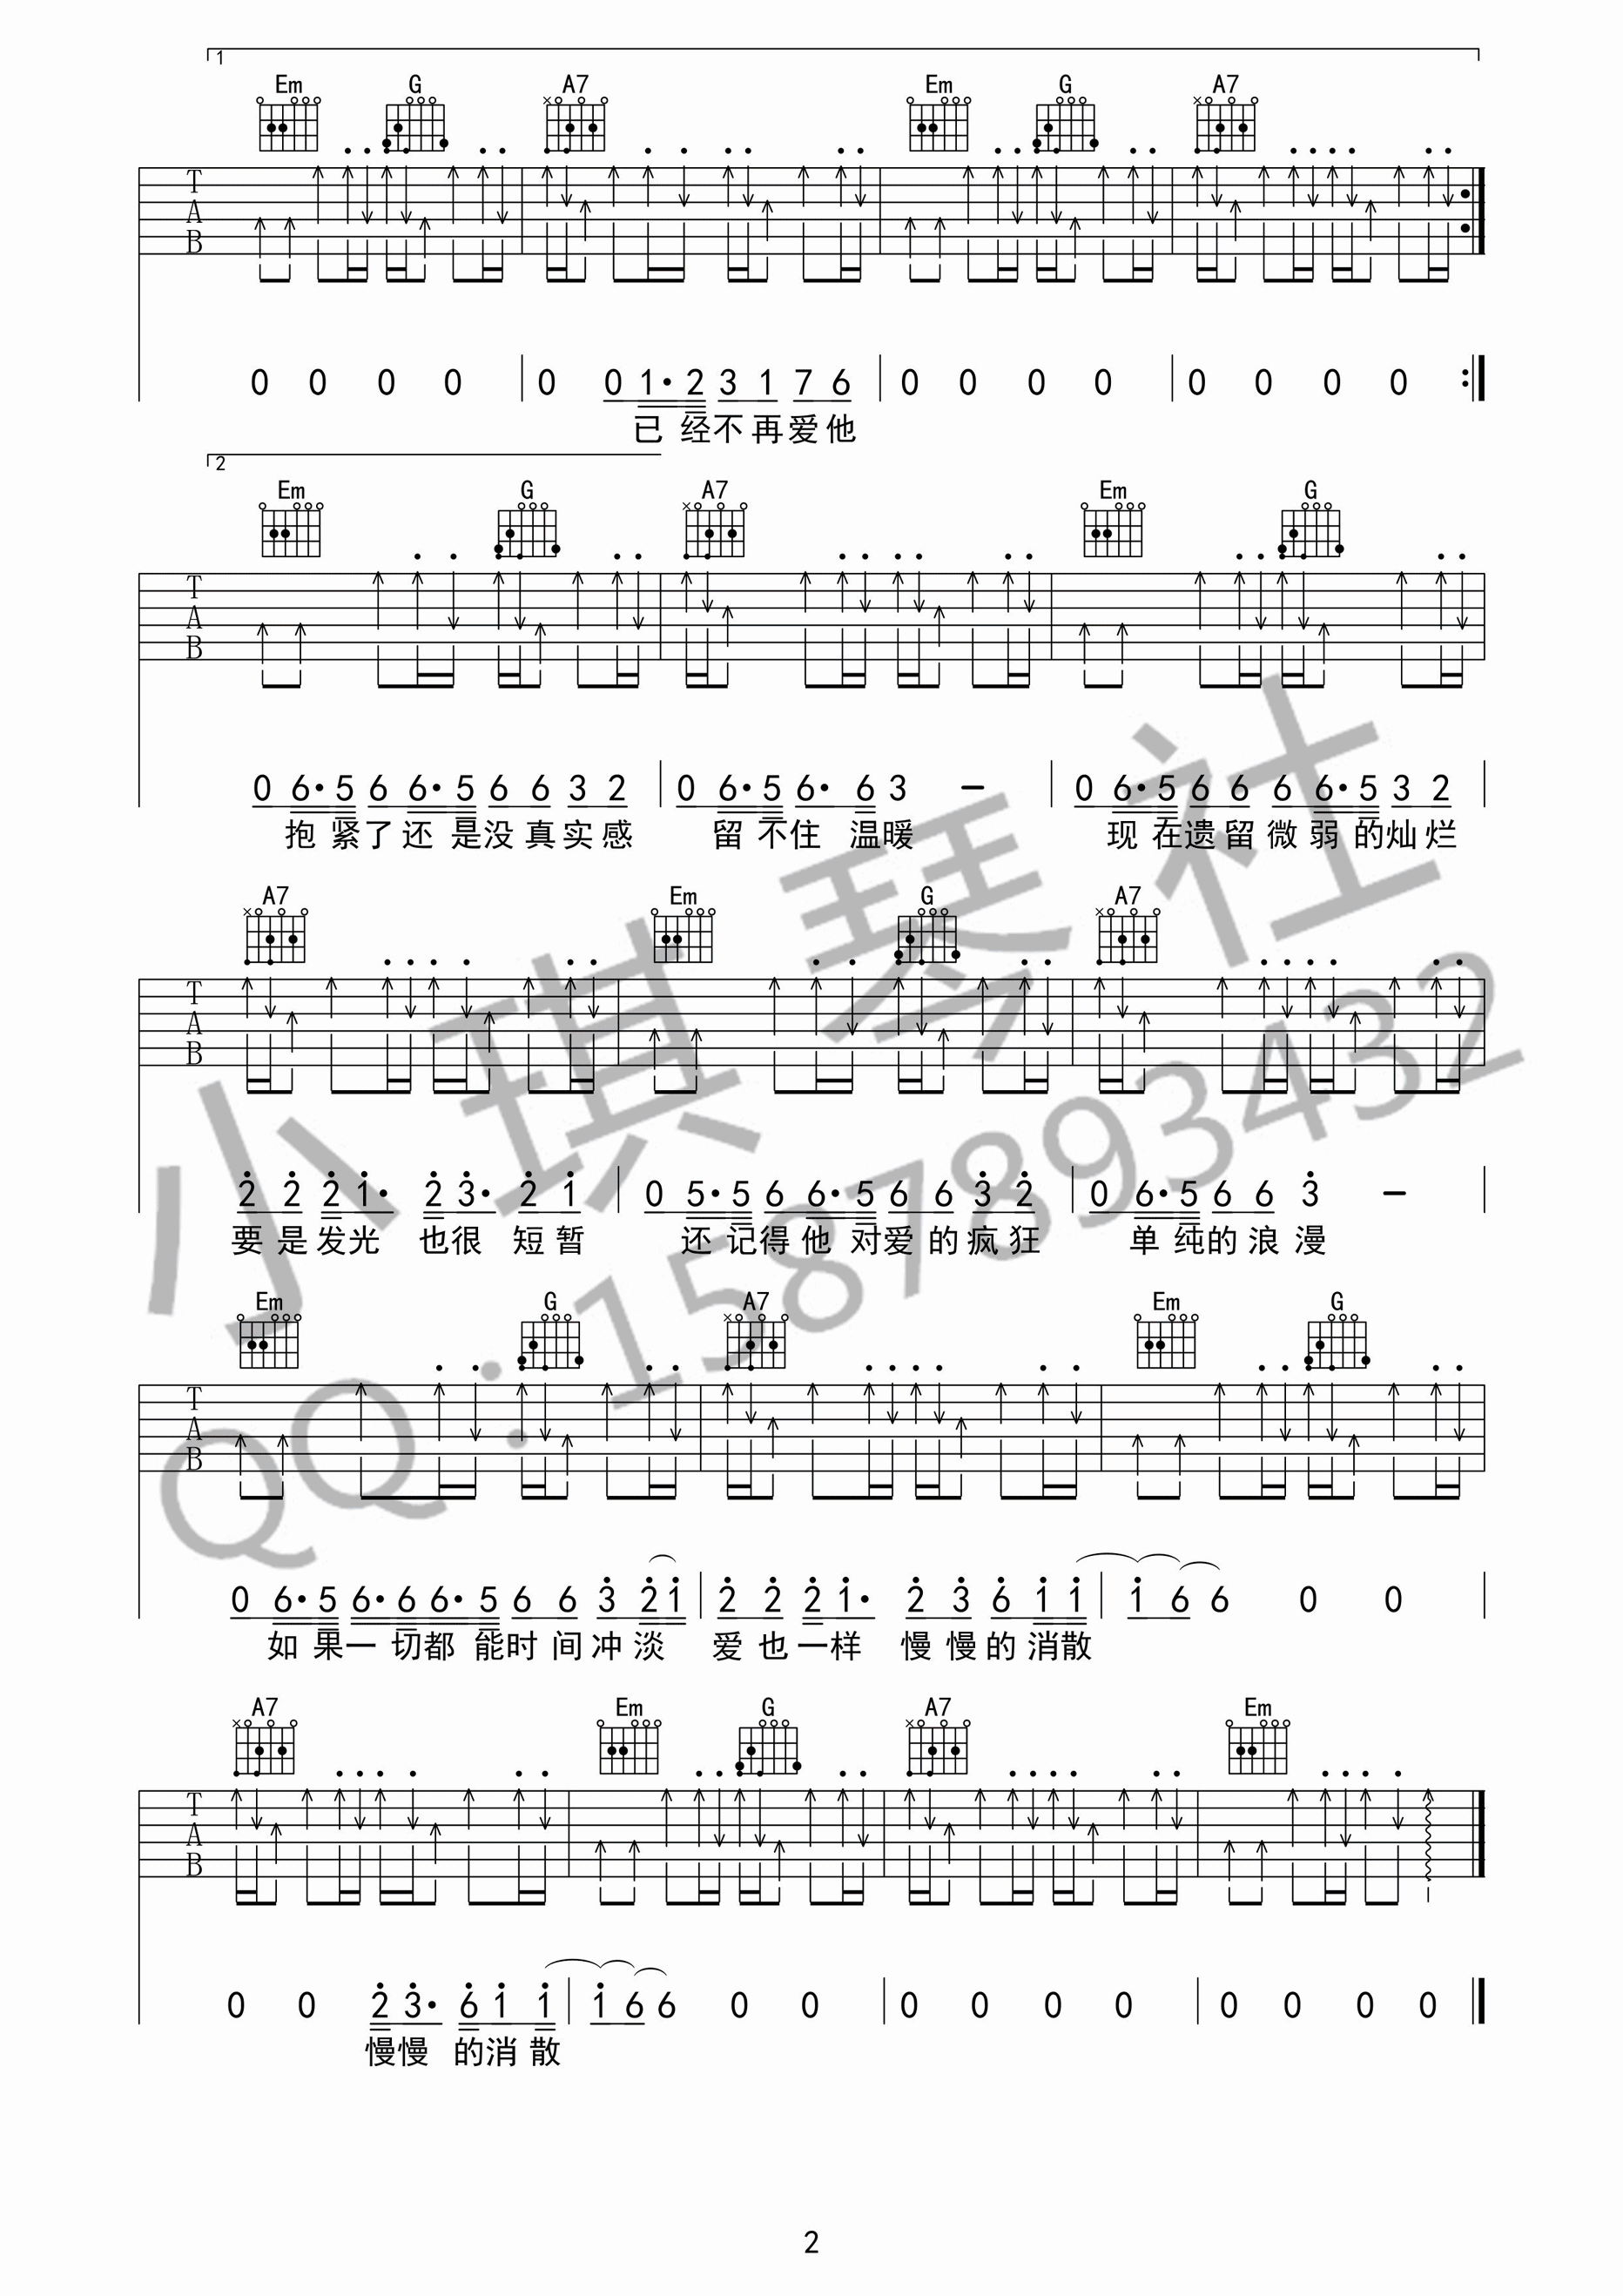 1
Em G A7 Em G A7
T
A
B
0 0 0 0 0 0 1· 2 3 1 7 6 0 0 0 0 0 0 0 0
已 经 不 再 爱 他
2
Em G A7 Em G
T
A
B
0 6· 5 6 6· 5 6 6 3 2 0 6· 5 6· 6 3 - 0 6· 5 6 6 6 6· 5 3 2
抱 紧 了 还 是 没 真 实 感 留 不 住 温 暖 现 在 遗 留 微 弱 的 灿 烂
A7 Em G A7
T
A
B
2 2 2 1· 2 3· 2 1 0 5· 5 6 6· 5 6 6 3 2 0 6· 5 6 6 3 -
要 是 发 光 也 很 短 暂 还 记 得 他 对 爱 的 疯 狂 单 纯 的 浪 漫
Em G A7 Em G
T
A
B
0 6· 5 6· 6 6· 5 6 6 3 2 1 2 2 2 1· 2 3 6 1 1 1 6 6 0 0
如 果 一 切 都 能 时 间 冲 淡 爱 也 一 样 慢 慢 的 消 散
A7 Em G A7 Em
T
A
B
0 0 2 3· 6 1 1 1 6 6 0 0 0 0 0 0 0 0 0 0
慢 慢 的 消 散
小琪琴社
QQ:1587893432
2